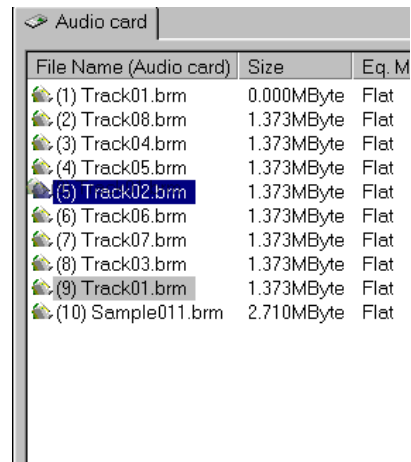 Audio card
File Name (Audio card) Size Eq. M
(1) Track01.brm 0.000MByte Flat
(2) Track08.brm 1.373MByte Flat
(3) Track04.brm 1.373MByte Flat
(4) Track05.brm 1.373MByte Flat
(5) Track02.brm 1.373MByte Flat
(6) Track06.brm 1.373MByte Flat
(7) Track07.brm 1.373MByte Flat
(8) Track03.brm 1.373MByte Flat
(9) Track01.brm 1.373MByte Flat
(10) Sample011.brm 2.710MByte Flat